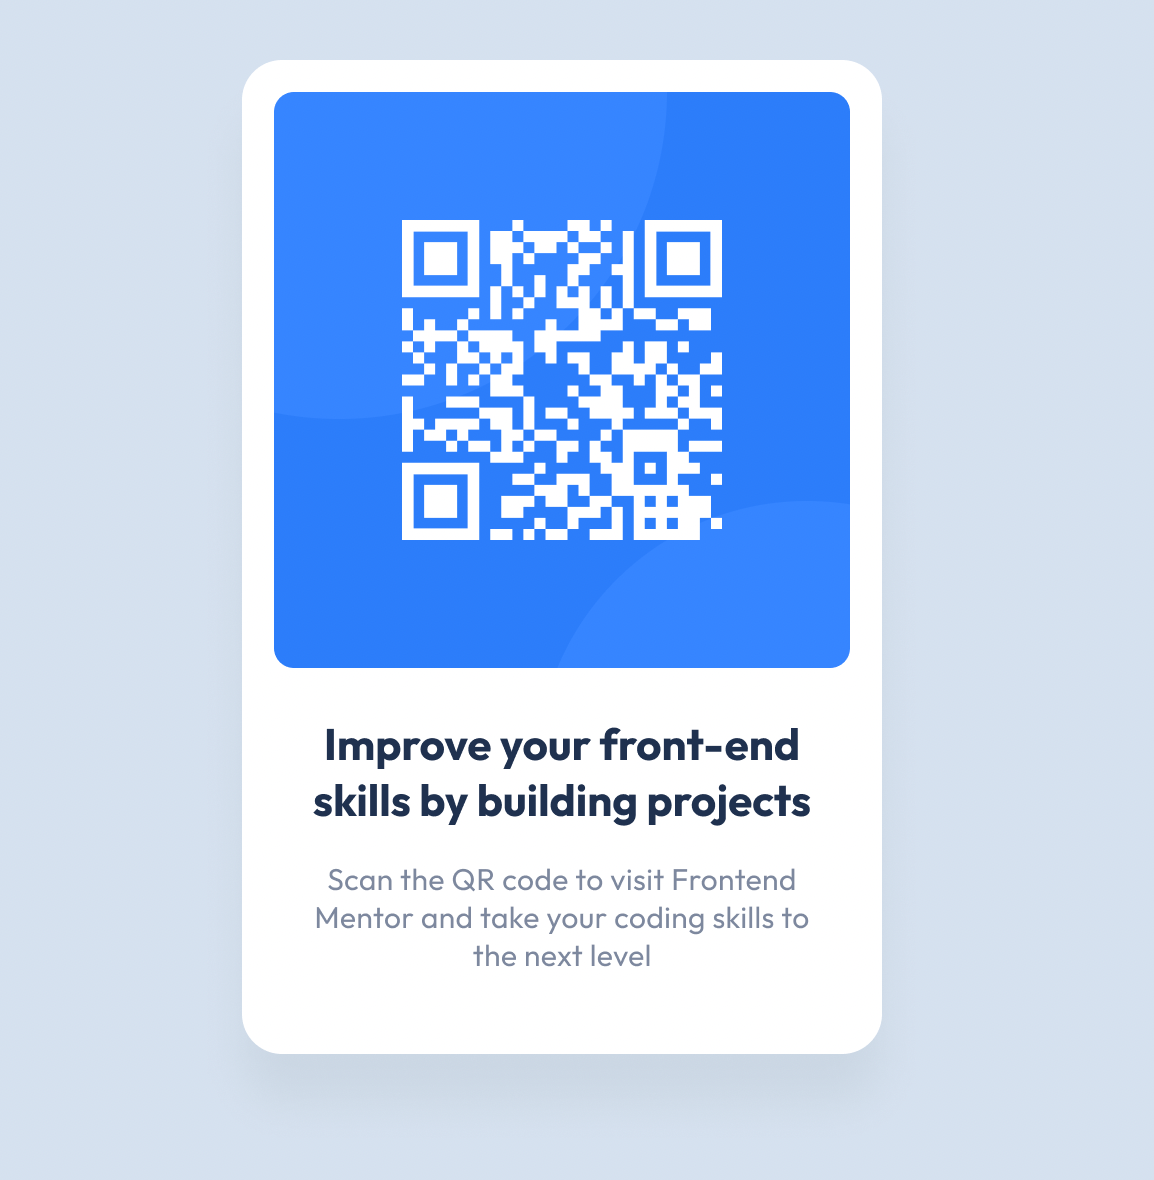 Improve your front-end
skills by building projects
Scan the QR code to visit Frontend
Mentor and take your coding skills to
the next level